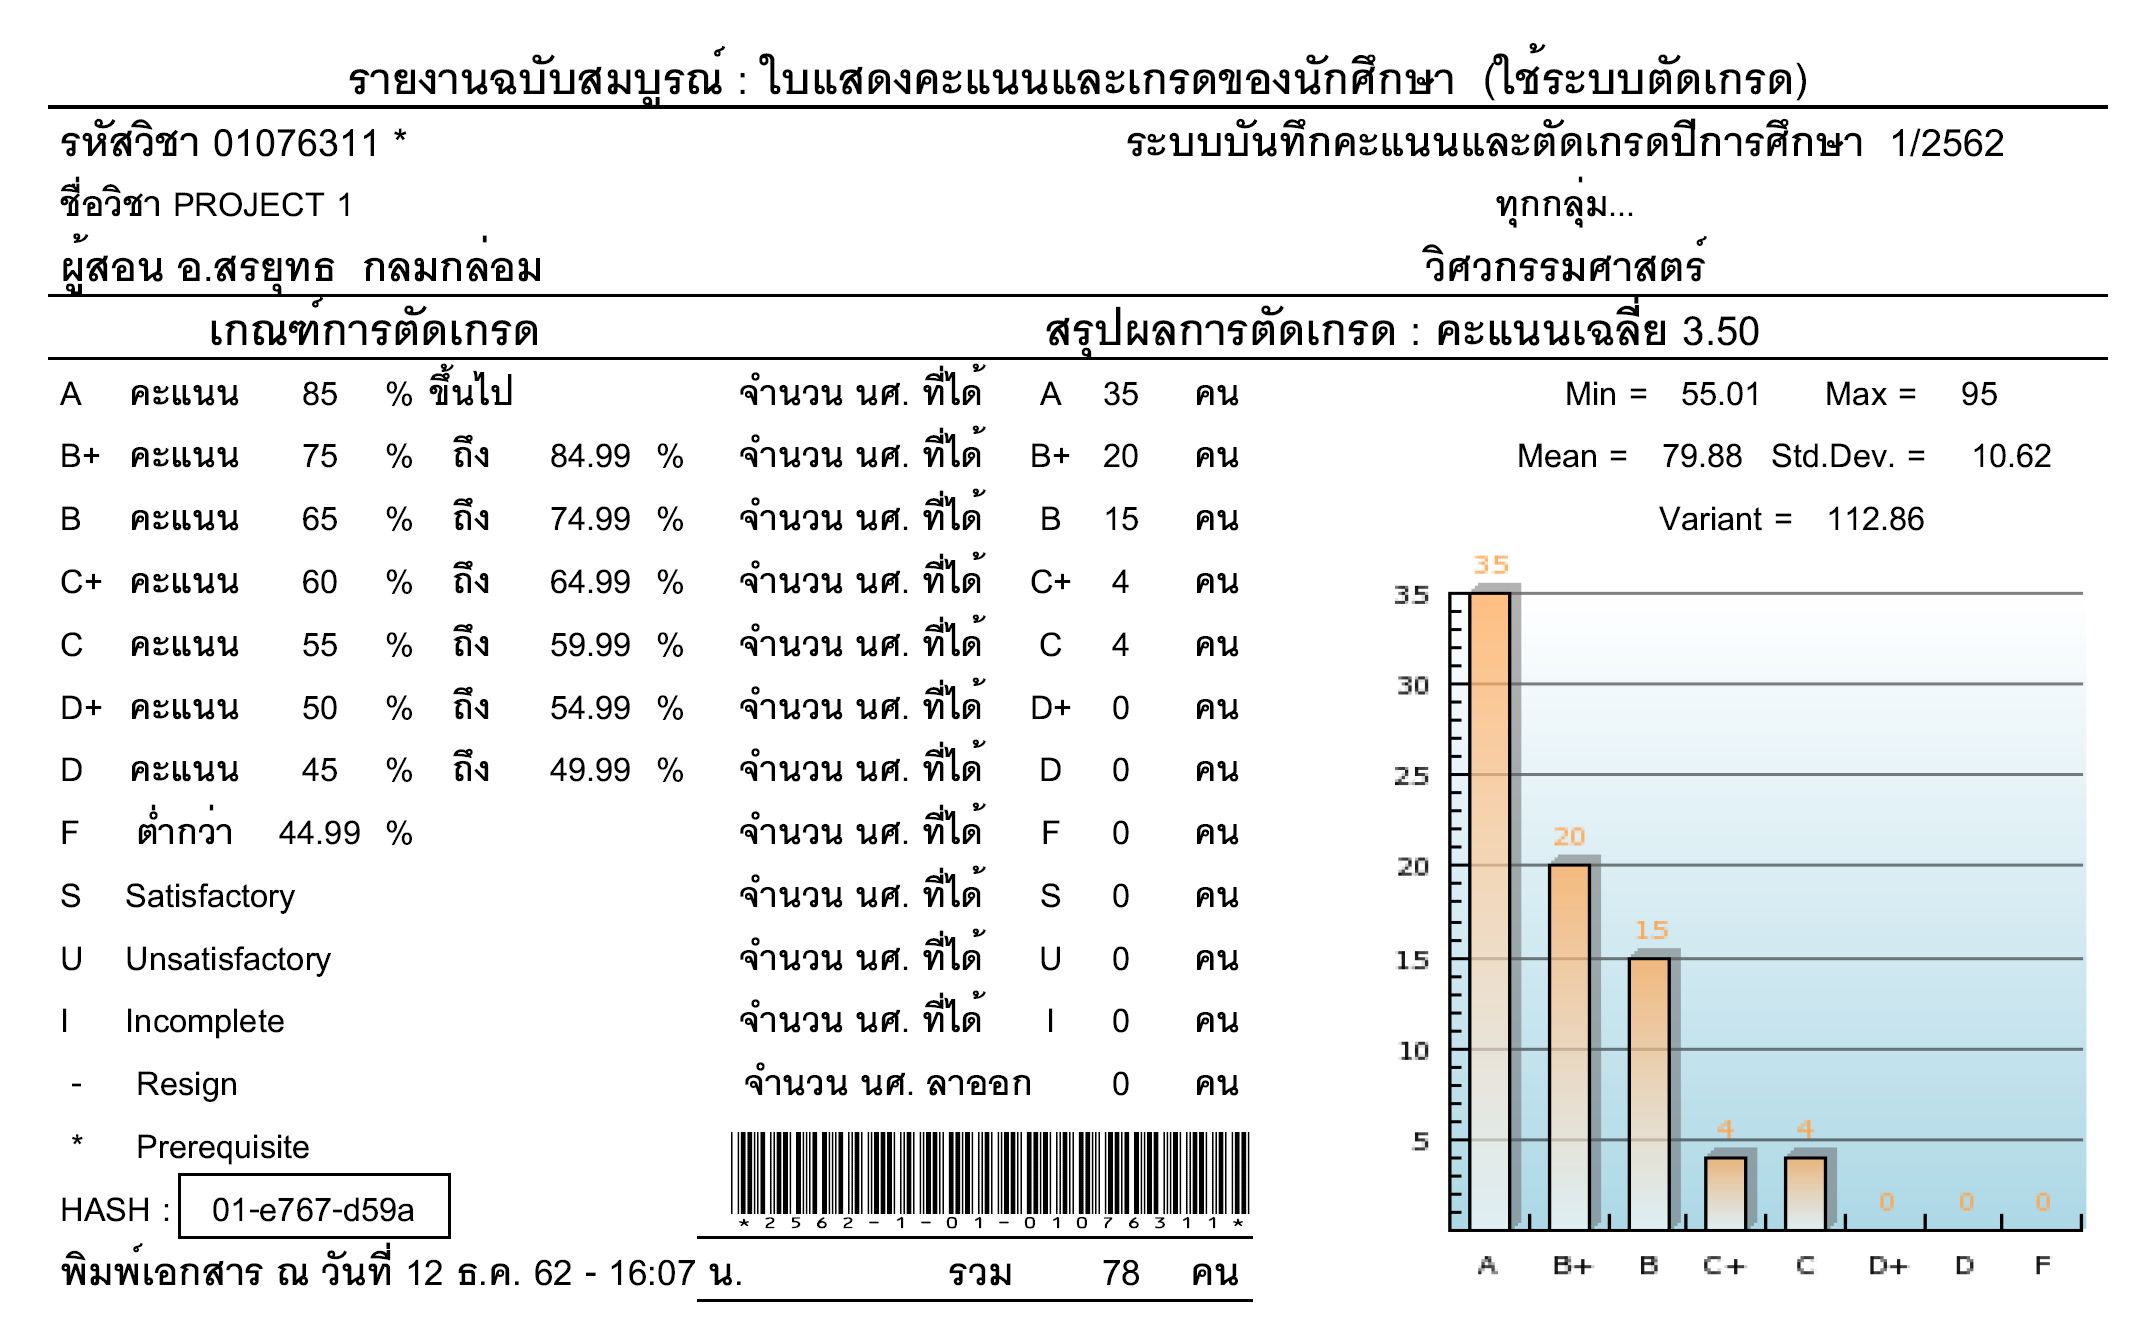 รายงานฉบับสมบูรณ์ : ใบแสดงคะแนนและเกรดของนักศึกษา (ใช้ระบบตัดเกรด)
รหัสวิชา 01076311 * ระบบบันทึกคะแนนและตัดเกรดปีการศึกษา 1/2562
ชื่อวิชา PROJECT 1 ทุกกลุ่ม...
ผู้สอน อ.สรยุทธ กลมกล่อม วิศวกรรมศาสตร์
เกณฑ์การตัดเกรด สรุปผลการตัดเกรด : คะแนนเฉลี่ย 3.50
A คะแนน 85 % ขึ้นไป จำนวน นศ. ที่ได้ A 35 คน Min = 55.01 Max = 95
B+ คะแนน 75 % ถึง 84.99 % จำนวน นศ. ที่ได้ B+ 20 คน Mean = 79.88 Std.Dev. = 10.62
B คะแนน 65 % ถึง 74.99 % จำนวน นศ. ที่ได้ B 15 คน Variant = 112.86
C+ คะแนน 60 % ถึง 64.99 % จำนวน นศ. ที่ได้ C+ 4 คน
C คะแนน 55 % ถึง 59.99 % จำนวน นศ. ที่ได้ C 4 คน
D+ คะแนน 50 % ถึง 54.99 % จำนวน นศ. ที่ได้ D+ 0 คน
D คะแนน 45 % ถึง 49.99 % จำนวน นศ. ที่ได้ D 0 คน
F ต่ำกว่า 44.99 % จำนวน นศ. ที่ได้ F 0 คน
S Satisfactory จำนวน นศ. ที่ได้ S 0 คน
U Unsatisfactory จำนวน นศ. ที่ได้ U 0 คน
I Incomplete จำนวน นศ. ที่ได้ I 0 คน
- Resign จำนวน นศ. ลาออก 0 คน
* Prerequisite
HASH : 01-e767-d59a
*2562-1-01-01076311*
พิมพ์เอกสาร ณ วันที่ 12 ธ.ค. 62 - 16:07 น. รวม 78 คน
35
35
30
25
20
20
15
15
10
4 4
5
0 0 0
A B+ B C+ C D+ D F